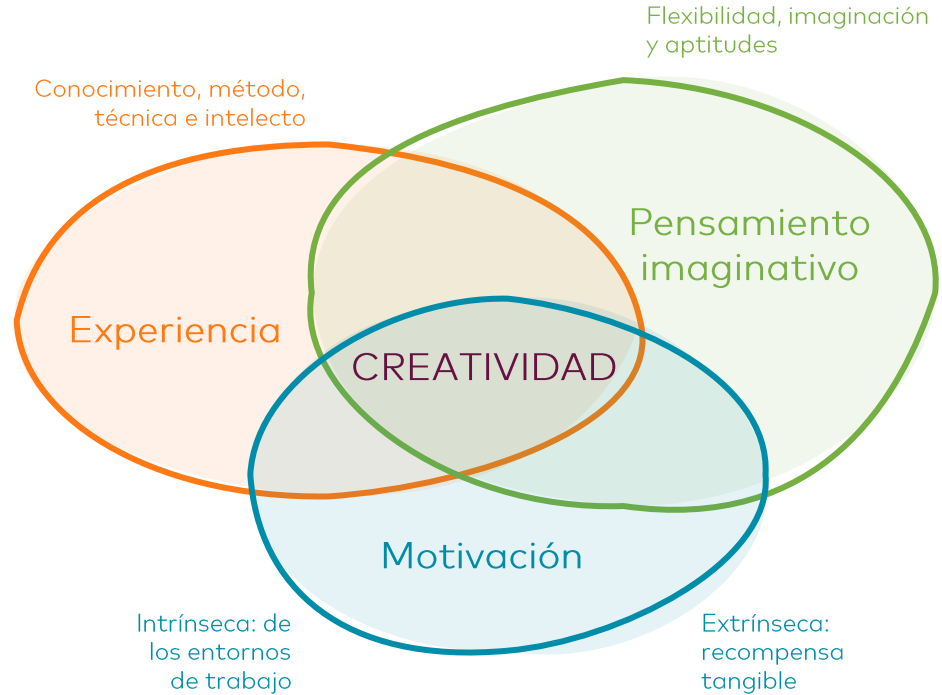 Flexibilidad, imaginación
y aptitudes
Conocimiento, método,
técnica e intelecto
Pensamiento
imaginativo
Experiencia
CREATIVIDAD
Motivación
Intrínseca: de
los entornos
de trabajo
Extrínseca:
recompensa
tangible